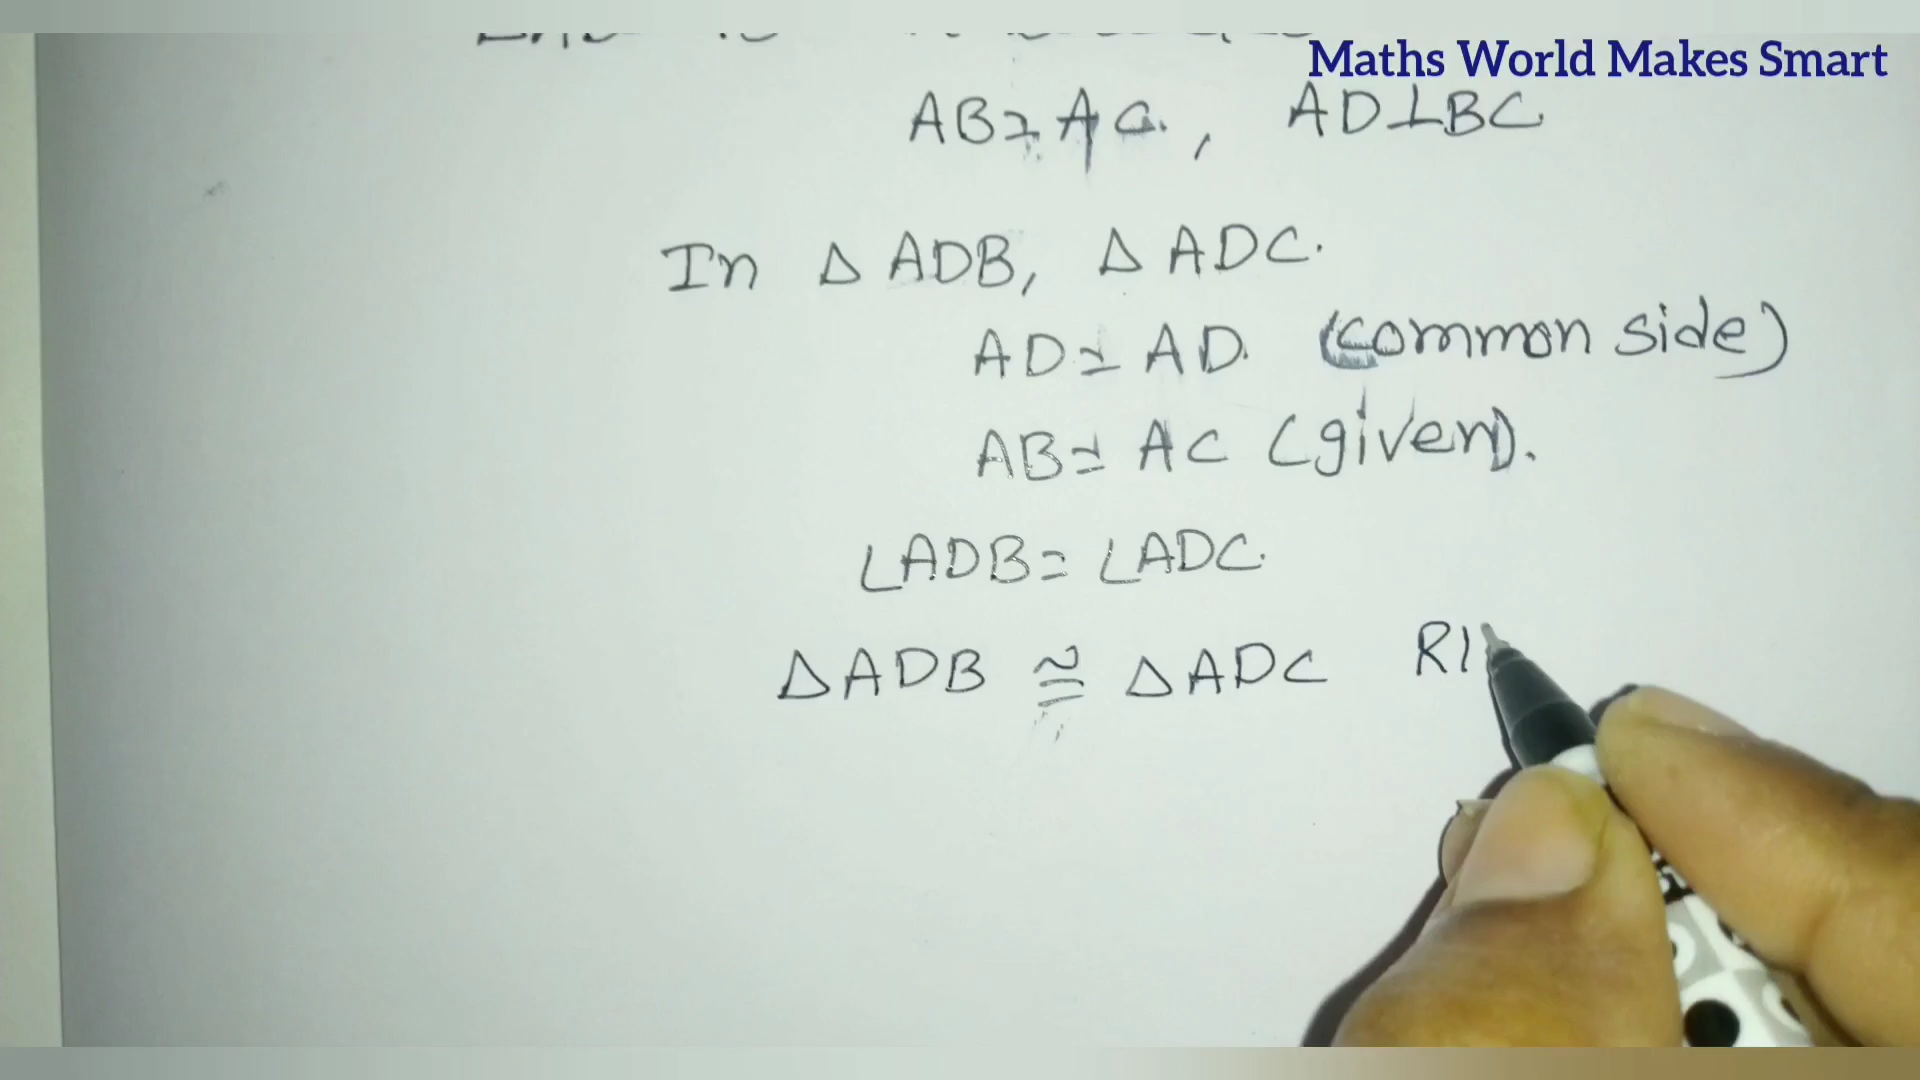 Maths World Makes Smart
AB = AC, AD⊥BC
In △ ADB, △ ADC.
AD = AD (common side)
AB = AC (given).
∠ADB = ∠ADC.
△ADB ≅ △ADC